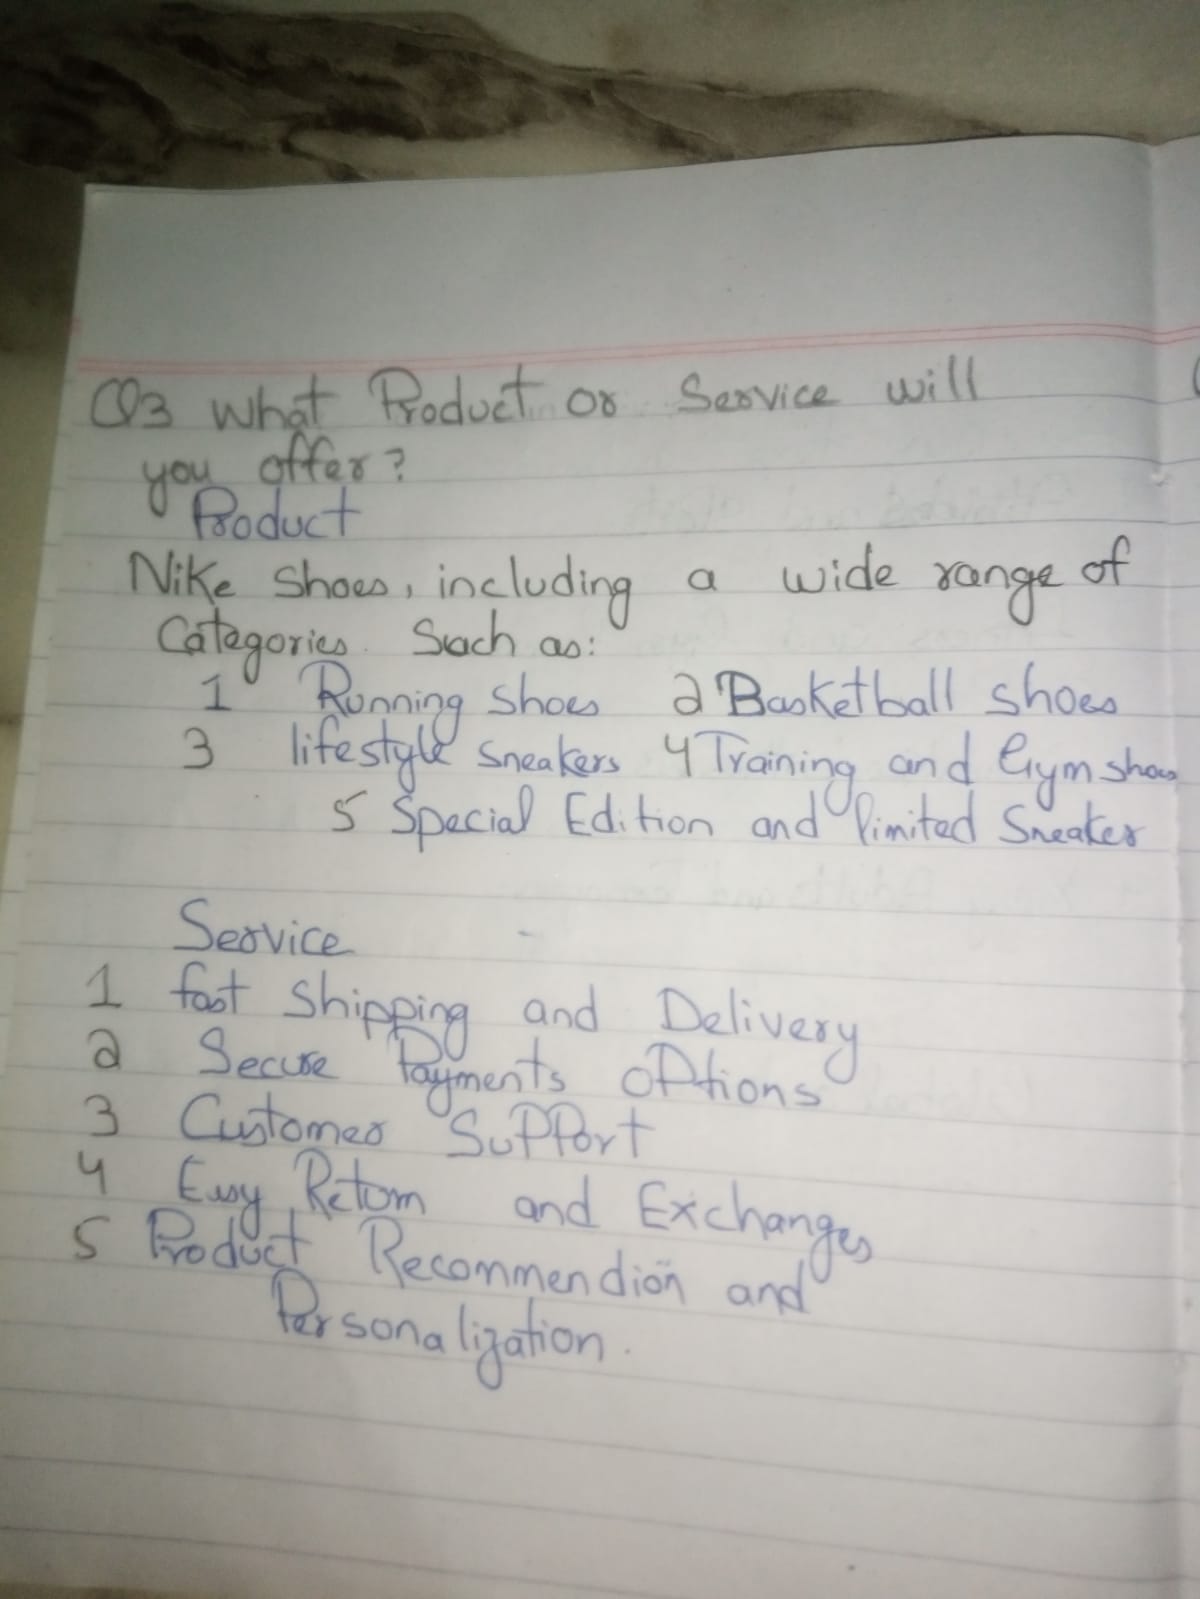 Q3 What Product or Service will
you offer?
Product
Nike Shoes, including a wide range of
Categories. Such as:
1 Running shoes 2 Basketball shoes
3 lifestyle sneakers 4 Training and Gym shoes
5 Special Edition and limited Sneaker
Service
1 fast Shipping and Delivery
2 Secure Payments options
3 Customer Support
4 Easy Return and Exchanges
5 Product Recommendion and
Personalization.